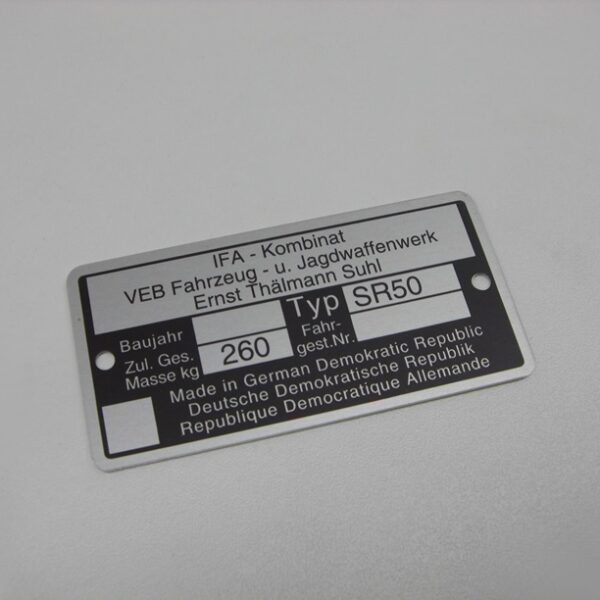 IFA - Kombinat
VEB Fahrzeug - u. Jagdwaffenwerk
Ernst Thälmann Suhl
Baujahr
Typ SR50
Zul. Ges.
Masse kg 260
Fahr-
gest.Nr.
Made in German Demokratic Republic
Deutsche Demokratische Republik
Republique Democratique Allemande